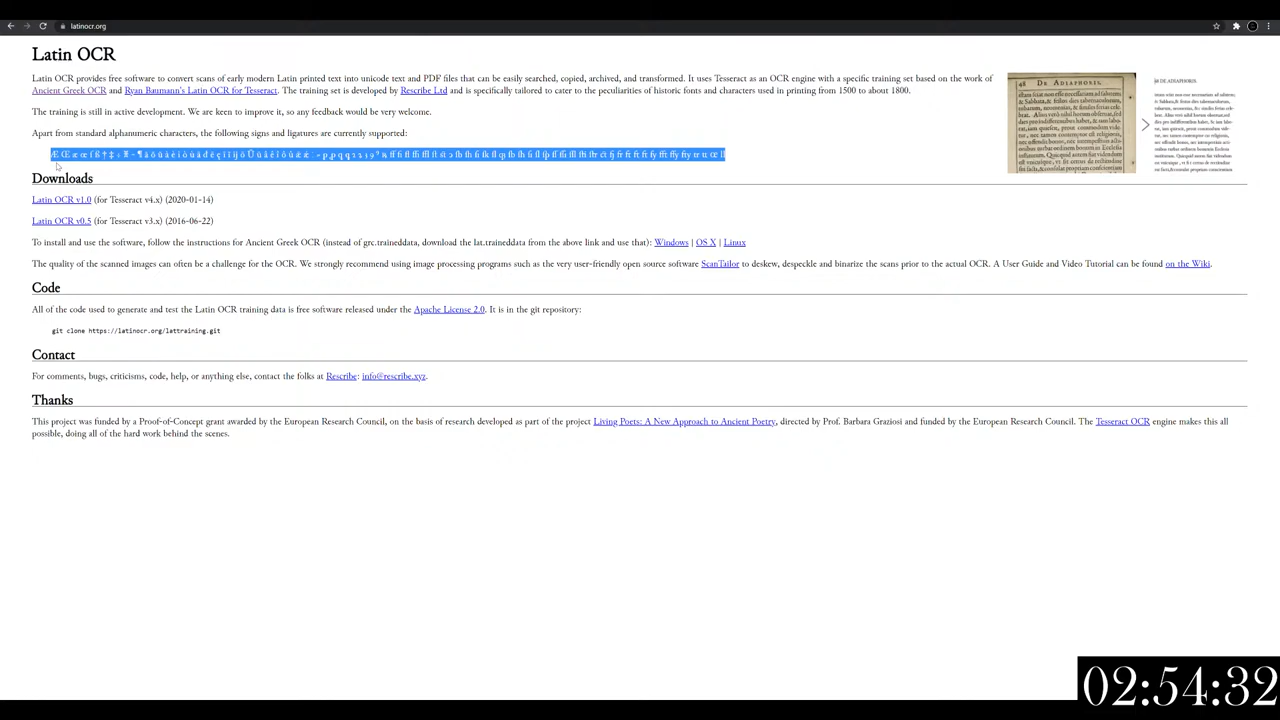 latinocr.org
Latin OCR
Latin OCR provides free software to convert scans of early modern Latin printed text into unicode text and PDF files that can be easily searched, copied, archived, and transformed. It uses Tesseract as an OCR engine with a specific training set based on the work of
Ancient Greek OCR and Ryan Baumann's Latin OCR for Tesseract. The training set was developed by Rescribe Ltd and is specifically tailored to cater to the peculiarities of historic fonts and characters used in printing from 1500 to about 1800.
The training is still in active development. We are keen to improve it, so any feedback is very welcome.
Apart from standard alphanumeric characters, the following signs and ligatures are currently supported:
Æ Œ æ œ ſ ß † ‡
48 DE ADIAPHORIS.
Downloads
Latin OCR v1.0 (for Tesseract v4.x) (2020-01-14)
Latin OCR v0.5 (for Tesseract v3.x) (2016-06-22)
To install and use the software, follow the instructions for Ancient Greek OCR (instead of grc.traineddata, download the lat.traineddata from the above link and use that): Windows | OS X | Linux
The quality of the scanned images can often be a challenge for the OCR. We strongly recommend using image processing programs such as the very user-friendly open source software ScanTailor to deskew, despeckle and binarize the scans prior to the actual OCR. A User Guide and Video Tutorial can be found on the Wiki.
Code
All of the code used to generate and test the Latin OCR training data is free software released under the Apache License 2.0. It is in the git repository:
git clone https://latinocr.org/lattraining.git
Contact
For comments, bugs, criticisms, code, help, or anything else, contact the folks at Rescribe: info@rescribe.xyz.
Thanks
This project was funded by a Proof-of-Concept grant awarded by the European Research Council, on the basis of research developed as part of the project Living Poets: A New Approach to Ancient Poetry, directed by Prof. Barbara Graziosi and funded by the European Research Council. The Tesseract OCR engine makes this all
possible, doing all of the hard work behind the scenes.
02:54:32